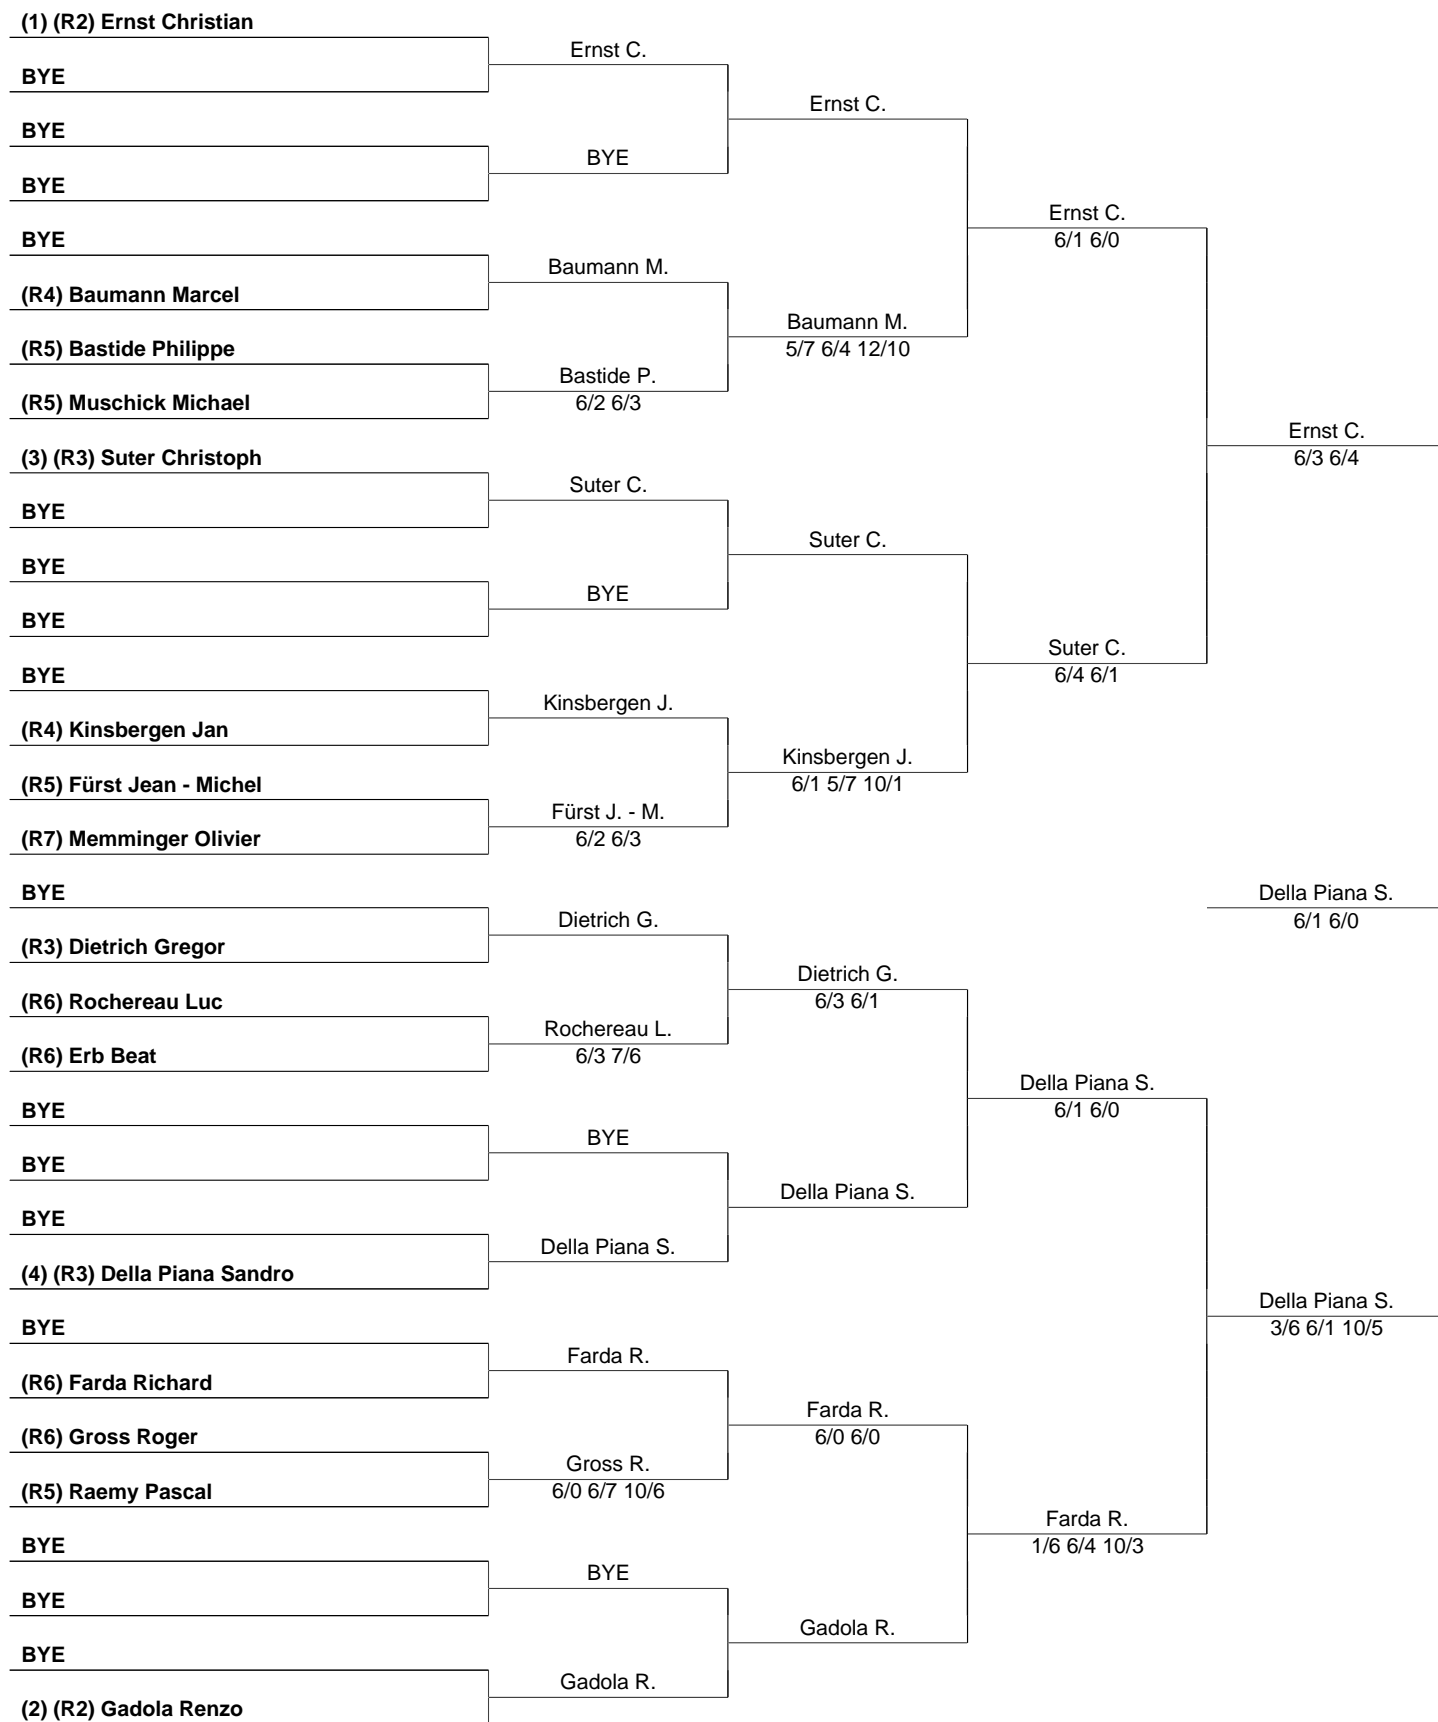 (1) (R2) Ernst Christian
Ernst C.
BYE
Ernst C.
BYE
BYE
BYE
Ernst C.
6/1 6/0
BYE
Baumann M.
(R4) Baumann Marcel
Baumann M.
5/7 6/4 12/10
(R5) Bastide Philippe
Bastide P.
6/2 6/3
(R5) Muschick Michael
Ernst C.
6/3 6/4
(3) (R3) Suter Christoph
Suter C.
BYE
Suter C.
BYE
BYE
BYE
Suter C.
6/4 6/1
BYE
Kinsbergen J.
(R4) Kinsbergen Jan
Kinsbergen J.
6/1 5/7 10/1
(R5) Fürst Jean - Michel
Fürst J. - M.
6/2 6/3
(R7) Memminger Olivier
BYE
Della Piana S.
6/1 6/0
Dietrich G.
(R3) Dietrich Gregor
Dietrich G.
6/3 6/1
(R6) Rochereau Luc
Rochereau L.
6/3 7/6
(R6) Erb Beat
Della Piana S.
6/1 6/0
BYE
BYE
BYE
Della Piana S.
BYE
Della Piana S.
(4) (R3) Della Piana Sandro
Della Piana S.
3/6 6/1 10/5
BYE
Farda R.
(R6) Farda Richard
Farda R.
6/0 6/0
(R6) Gross Roger
Gross R.
6/0 6/7 10/6
(R5) Raemy Pascal
Farda R.
1/6 6/4 10/3
BYE
BYE
BYE
Gadola R.
BYE
Gadola R.
(2) (R2) Gadola Renzo